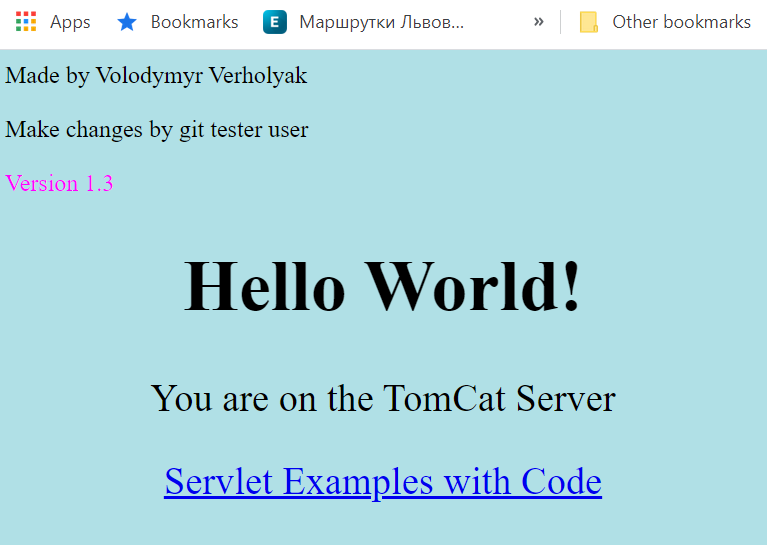 Apps Bookmarks E Маршрутки Львов... » Other bookmarks
Made by Volodymyr Verholyak
Make changes by git tester user
Version 1.3
Hello World!
You are on the TomCat Server
Servlet Examples with Code